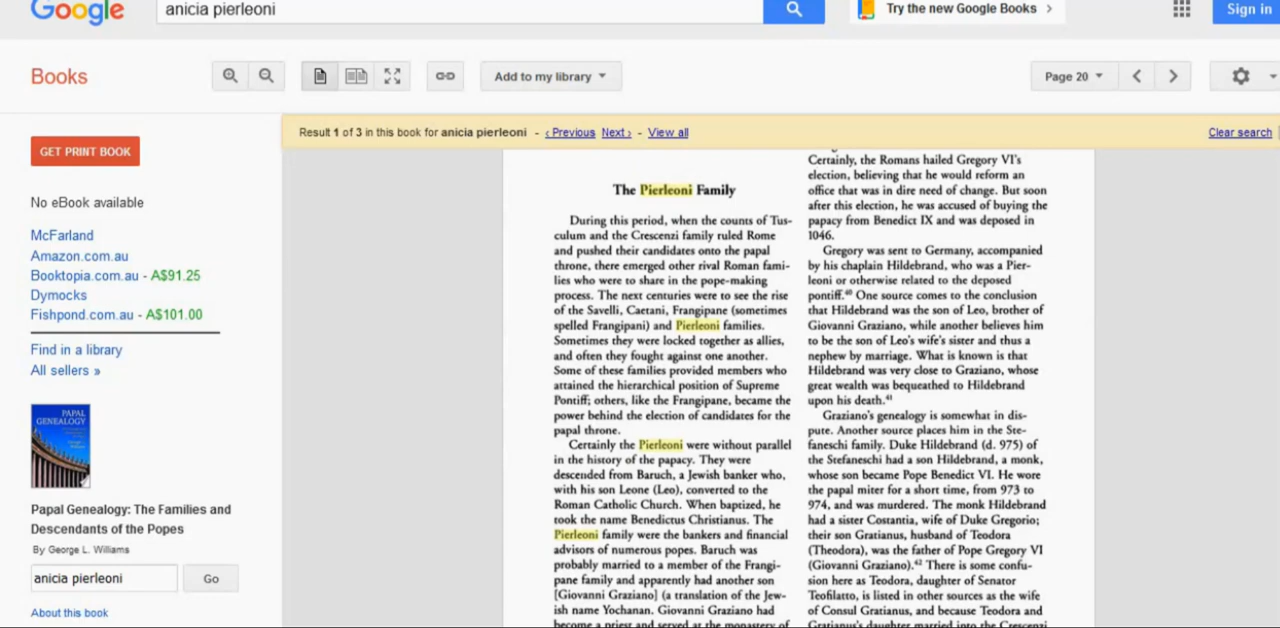 Google
anicia pierleoni
Try the new Google Books
Sign in
Books
Add to my library
Page 20
Result 1 of 3 in this book for anicia pierleoni - ‹ Previous Next › - View all
Clear search
GET PRINT BOOK
No eBook available
McFarland
Amazon.com.au
Booktopia.com.au - A$91.25
Dymocks
Fishpond.com.au - A$101.00
Find in a library
All sellers »
PAPAL
GENEALOGY
Papal Genealogy: The Families and
Descendants of the Popes
By George L. Williams
anicia pierleoni
Go
About this book
The Pierleoni Family
During this period, when the counts of Tus-
culum and the Crescenzi family ruled Rome
and pushed their candidates onto the papal
throne, there emerged other rival Roman fami-
lies who were to share in the pope-making
process. The next centuries were to see the rise
of the Savelli, Caetani, Frangipane (sometimes
spelled Frangipani) and Pierleoni families.
Sometimes they were locked together as allies,
and often they fought against one another.
Some of these families provided members who
attained the hierarchical position of Supreme
Pontiff; others, like the Frangipane, became the
power behind the election of candidates for the
papal throne.
Certainly the Pierleoni were without parallel
in the history of the papacy. They were
descended from Baruch, a Jewish banker who,
with his son Leone (Leo), converted to the
Roman Catholic Church. When baptized, he
took the name Benedictus Christianus. The
Pierleoni family were the bankers and financial
advisors of numerous popes. Baruch was
probably married to a member of the Frangi-
pane family and apparently had another son
[Giovanni Graziano] (a translation of the Jew-
ish name Yochanan. Giovanni Graziano had
become a priest and served at the monastery of
Certainly, the Romans hailed Gregory VI's
election, believing that he would reform an
office that was in dire need of change. But soon
after this election, he was accused of buying the
papacy from Benedict IX and was deposed in
1046.
Gregory was sent to Germany, accompanied
by his chaplain Hildebrand, who was a Pier-
leoni or otherwise related to the deposed
pontiff.⁴⁰ One source comes to the conclusion
that Hildebrand was the son of Leo, brother of
Giovanni Graziano, while another believes him
to be the son of Leo's wife's sister and thus a
nephew by marriage. What is known is that
Hildebrand was very close to Graziano, whose
great wealth was bequeathed to Hildebrand
upon his death.⁴¹
Graziano's genealogy is somewhat in dis-
pute. Another source places him in the Ste-
faneschi family. Duke Hildebrand (d. 975) of
the Stefaneschi had a son Hildebrand, a monk,
whose son became Pope Benedict VI. He wore
the papal miter for a short time, from 973 to
974, and was murdered. The monk Hildebrand
had a sister Costantia, wife of Duke Gregorio;
their son Gratianus, husband of Teodora
(Theodora), was the father of Pope Gregory VI
(Giovanni Graziano).⁴² There is some confu-
sion here as Teodora, daughter of Senator
Teofilatto, is listed in other sources as the wife
of Consul Gratianus, and because Teodora and
Gratianus's daughter married into the Crescenzi